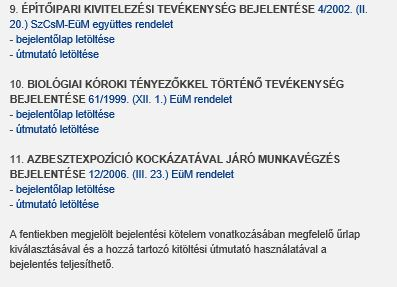 9. ÉPÍTŐIPARI KIVITELEZÉSI TEVÉKENYSÉG BEJELENTÉSE 4/2002. (II.
20.) SzCsM-EüM együttes rendelet
- bejelentőlap letöltése
- útmutató letöltése
10. BIOLÓGIAI KÓROKI TÉNYEZŐKKEL TÖRTÉNŐ TEVÉKENYSÉG
BEJELENTÉSE 61/1999. (XII. 1.) EüM rendelet
- bejelentőlap letöltése
- útmutató letöltése
11. AZBESZTEXPOZÍCIÓ KOCKÁZATÁVAL JÁRÓ MUNKAVÉGZÉS
BEJELENTÉSE 12/2006. (III. 23.) EüM rendelet
- bejelentőlap letöltése
- útmutató letöltése
A fentiekben megjelölt bejelentési kötelem vonatkozásában megfelelő űrlap
kiválasztásával és a hozzá tartozó kitöltési útmutató használatával a
bejelentés teljesíthető.